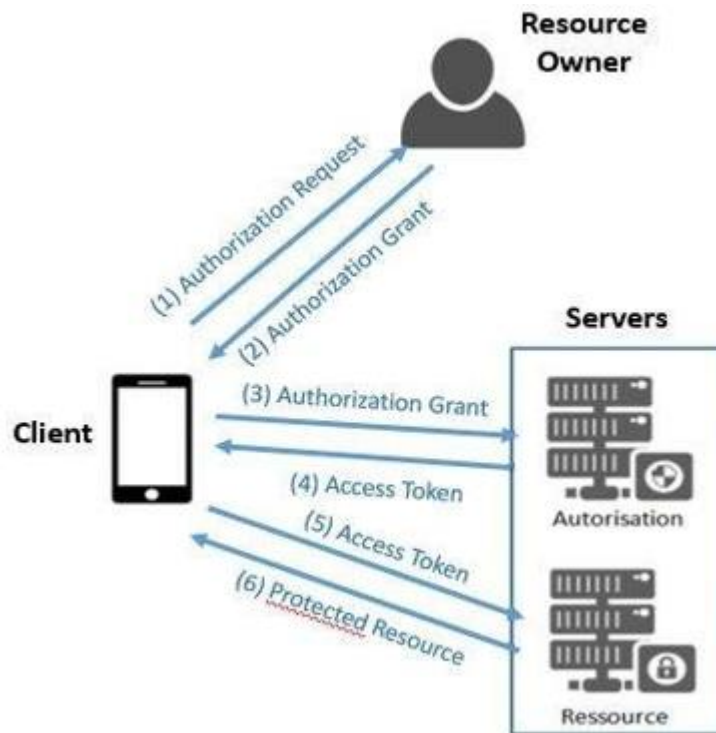 Resource
Owner
(1) Authorization Request
(2) Authorization Grant
Servers
Client
(3) Authorization Grant
(4) Access Token
(5) Access Token
(6) Protected Resource
Autorisation
Ressource